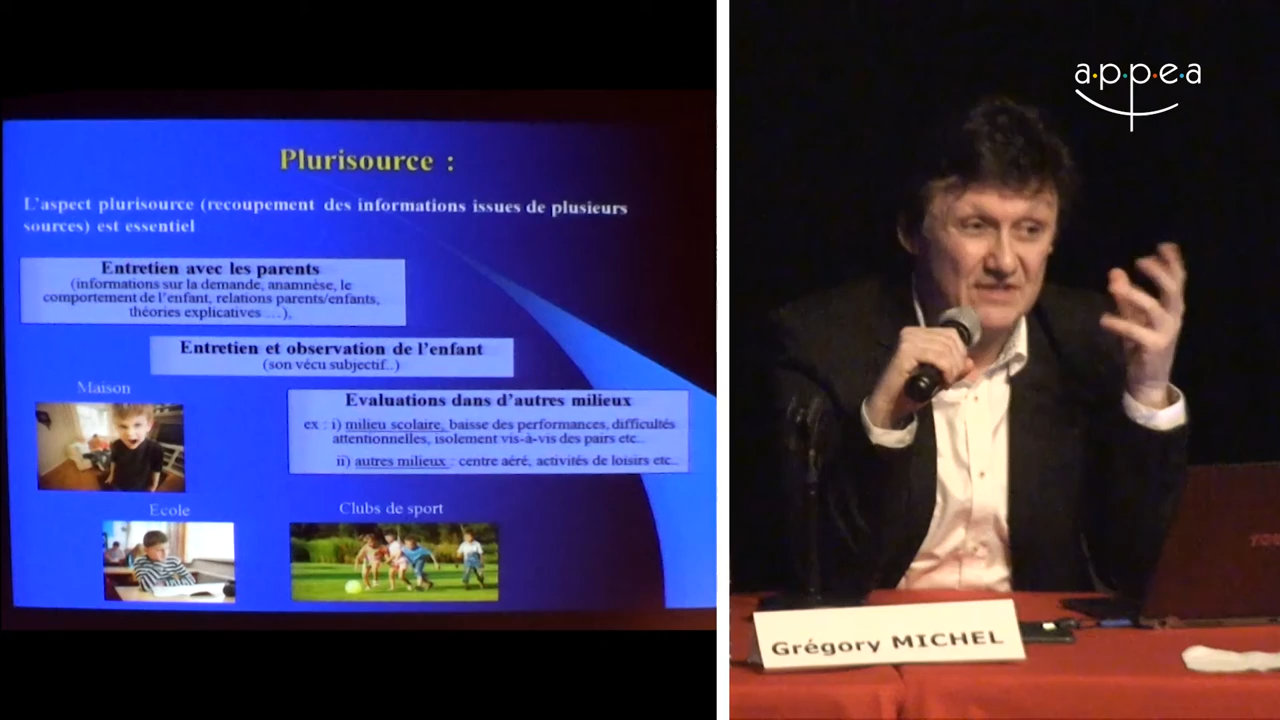 Plurisource :
L'aspect plurisource (recoupement des informations issues de plusieurs
sources) est essentiel
Entretien avec les parents
(informations sur la demande, anamnèse, le
comportement de l'enfant, relations parents/enfants,
théories explicatives …),
Entretien et observation de l'enfant
(son vécu subjectif..)
Maison
Evaluations dans d'autres milieux
ex : i) milieu scolaire, baisse des performances, difficultés
attentionnelles, isolement vis-à-vis des pairs etc..
ii) autres milieux : centre aéré, activités de loisirs etc..
Ecole
Clubs de sport
a·p·p·e·a
Grégory MICHEL